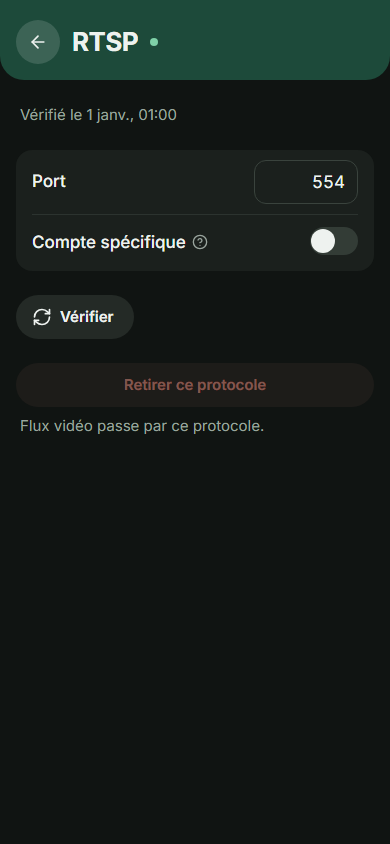 RTSP
Vérifié le 1 janv., 01:00
Port
554
Compte spécifique
Vérifier
Retirer ce protocole
Flux vidéo passe par ce protocole.